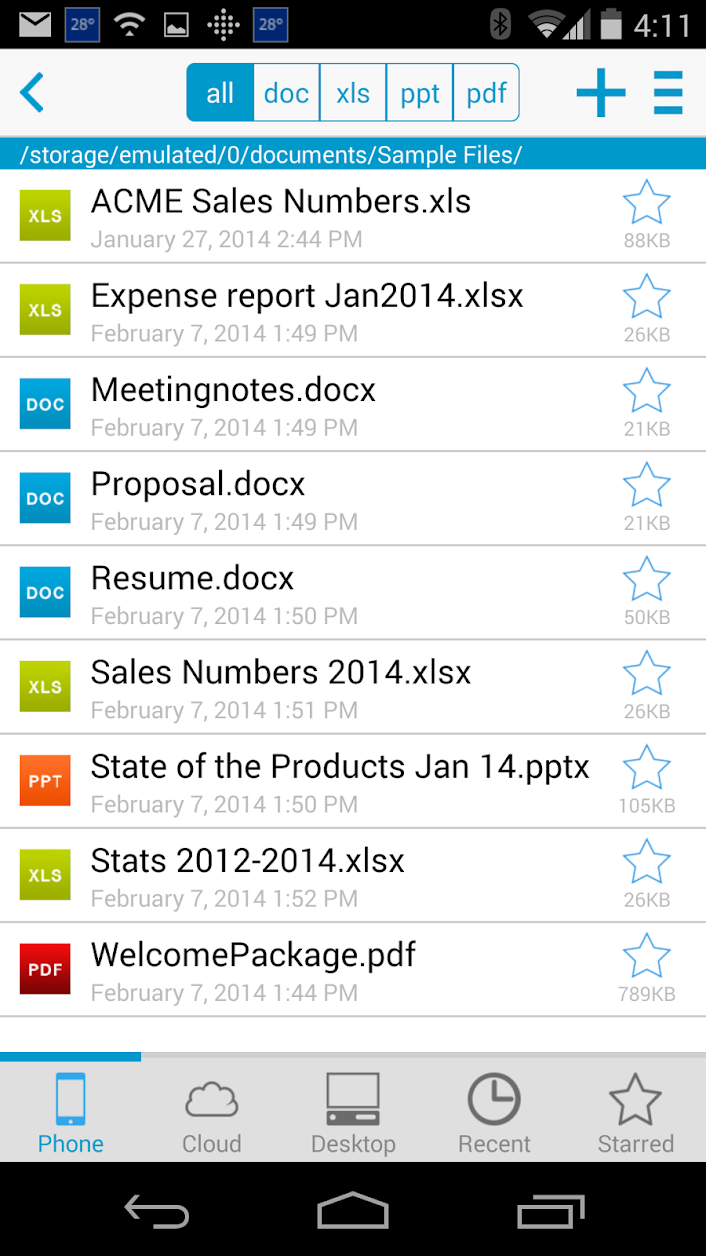 28° 28° 4:11
all doc xls ppt pdf
/storage/emulated/0/documents/Sample Files/
XLS ACME Sales Numbers.xls
January 27, 2014 2:44 PM 88KB
XLS Expense report Jan2014.xlsx
February 7, 2014 1:49 PM 26KB
DOC Meetingnotes.docx
February 7, 2014 1:49 PM 21KB
DOC Proposal.docx
February 7, 2014 1:49 PM 21KB
DOC Resume.docx
February 7, 2014 1:50 PM 50KB
XLS Sales Numbers 2014.xlsx
February 7, 2014 1:51 PM 26KB
PPT State of the Products Jan 14.pptx
February 7, 2014 1:50 PM 105KB
XLS Stats 2012-2014.xlsx
February 7, 2014 1:52 PM 26KB
PDF WelcomePackage.pdf
February 7, 2014 1:44 PM 789KB
Phone Cloud Desktop Recent Starred